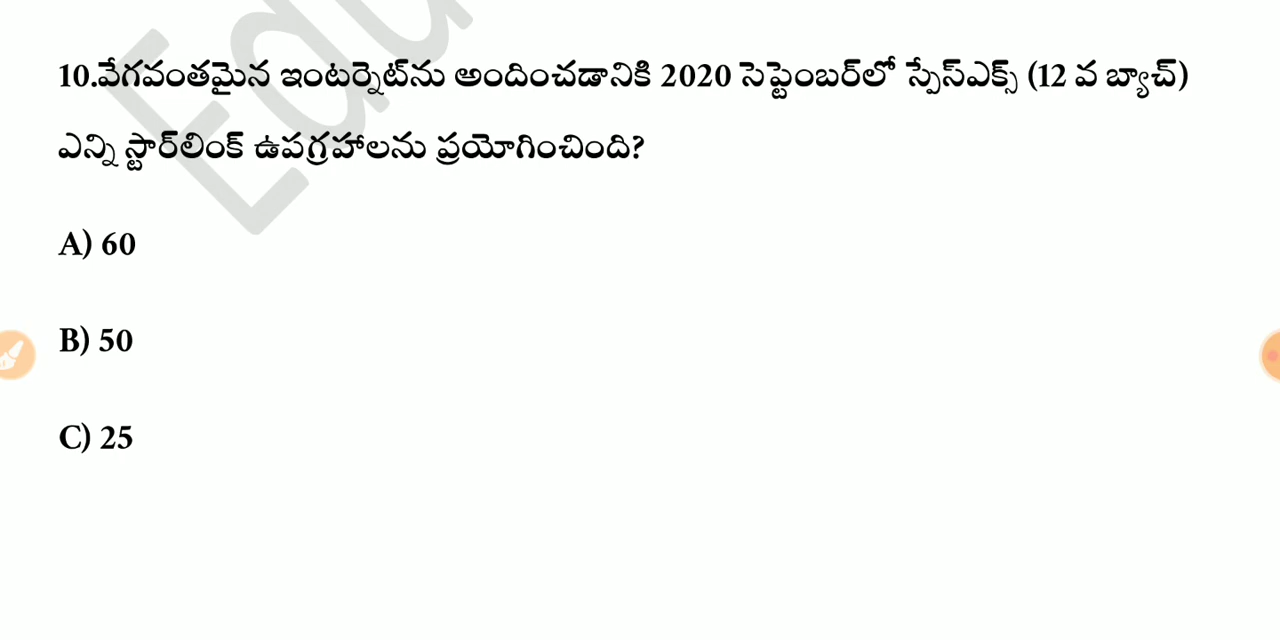 10.వేగవంతమైన ఇంటర్నెట్‌ను అందించడానికి 2020 సెప్టెంబర్‌లో స్పేస్‌ఎక్స్ (12 వ బ్యాచ్)
ఎన్ని స్టార్‌లింక్ ఉపగ్రహాలను ప్రయోగించింది?
A) 60
B) 50
C) 25